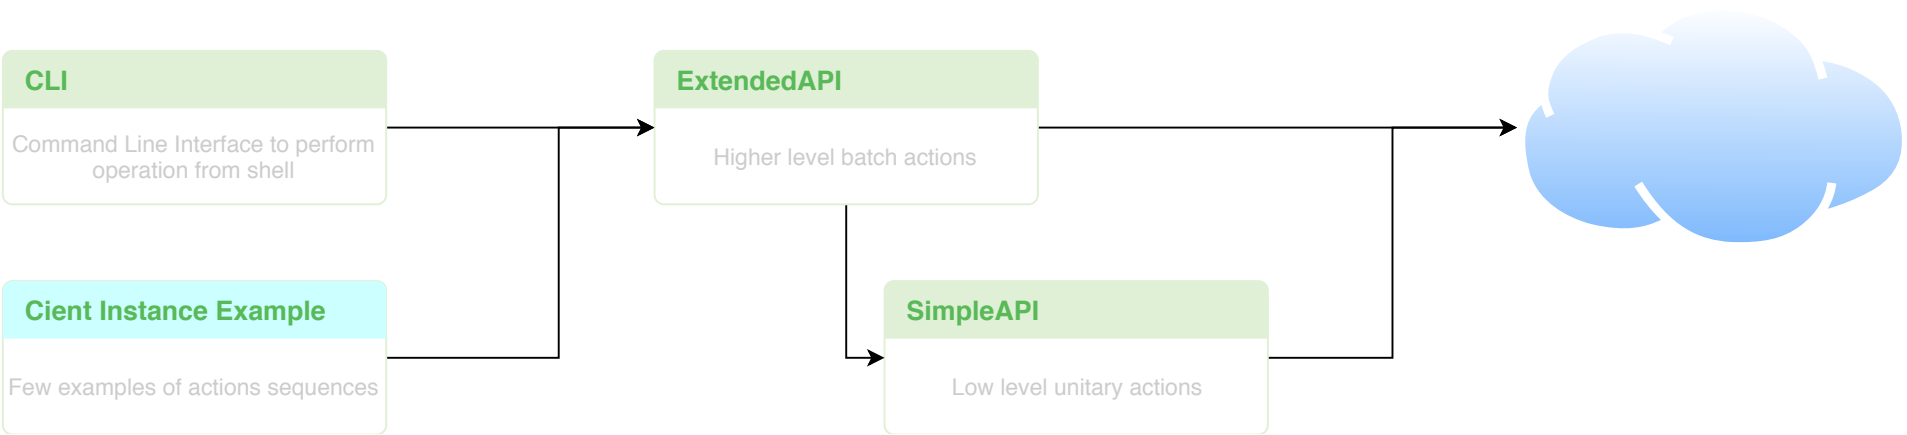 CLI
Command Line Interface to perform
operation from shell
ExtendedAPI
Higher level batch actions
Cient Instance Example
Few examples of actions sequences
SimpleAPI
Low level unitary actions